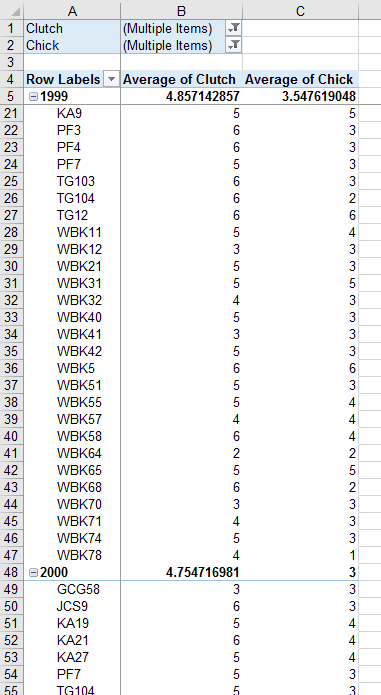 A B C
1 Clutch (Multiple Items)
2 Chick (Multiple Items)
3
4 Row Labels Average of Clutch Average of Chick
5 1999 4.857142857 3.547619048
21 KA9 5 5
22 PF3 6 3
23 PF4 6 3
24 PF7 5 3
25 TG103 6 3
26 TG104 6 2
27 TG12 6 6
28 WBK11 5 4
29 WBK12 3 3
30 WBK21 5 3
31 WBK31 5 5
32 WBK32 4 3
33 WBK40 5 3
34 WBK41 3 3
35 WBK42 5 3
36 WBK5 6 6
37 WBK51 5 3
38 WBK55 5 4
39 WBK57 4 4
40 WBK58 6 4
41 WBK64 2 2
42 WBK65 5 5
43 WBK68 6 2
44 WBK70 3 3
45 WBK71 4 3
46 WBK74 5 3
47 WBK78 4 1
48 2000 4.754716981 3
49 GCG58 3 3
50 JCS9 6 3
51 KA19 5 4
52 KA21 6 4
53 KA27 5 4
54 PF7 5 3
55 TG104 5 3